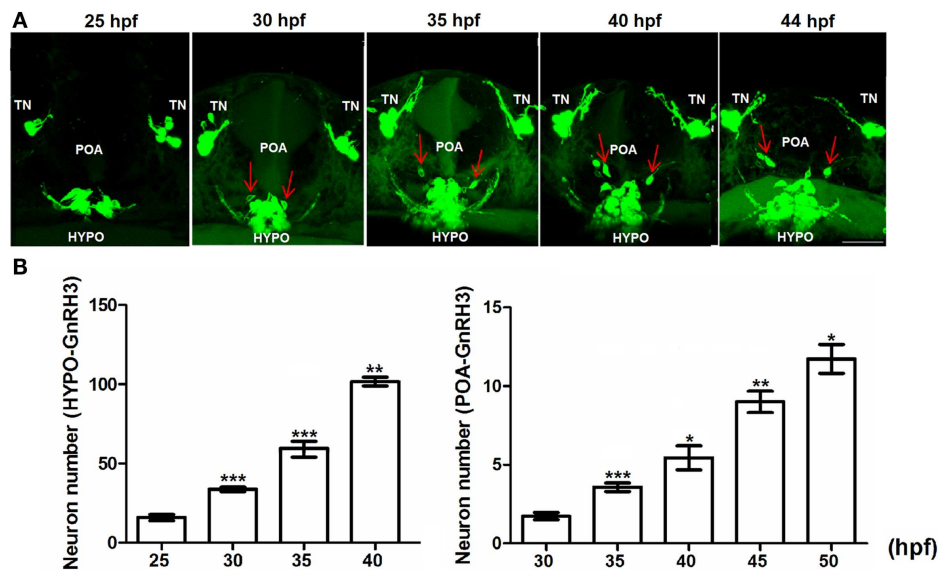 A
25 hpf 30 hpf 35 hpf 40 hpf 44 hpf
TN TN TN TN TN TN TN TN TN TN
POA POA POA POA POA
HYPO HYPO HYPO HYPO HYPO
B
Neuron number (HYPO-GnRH3)
150
100
50
0
*** *** **
25 30 35 40
Neuron number (POA-GnRH3)
15
10
5
0
*** * ** *
30 35 40 45 50
(hpf)